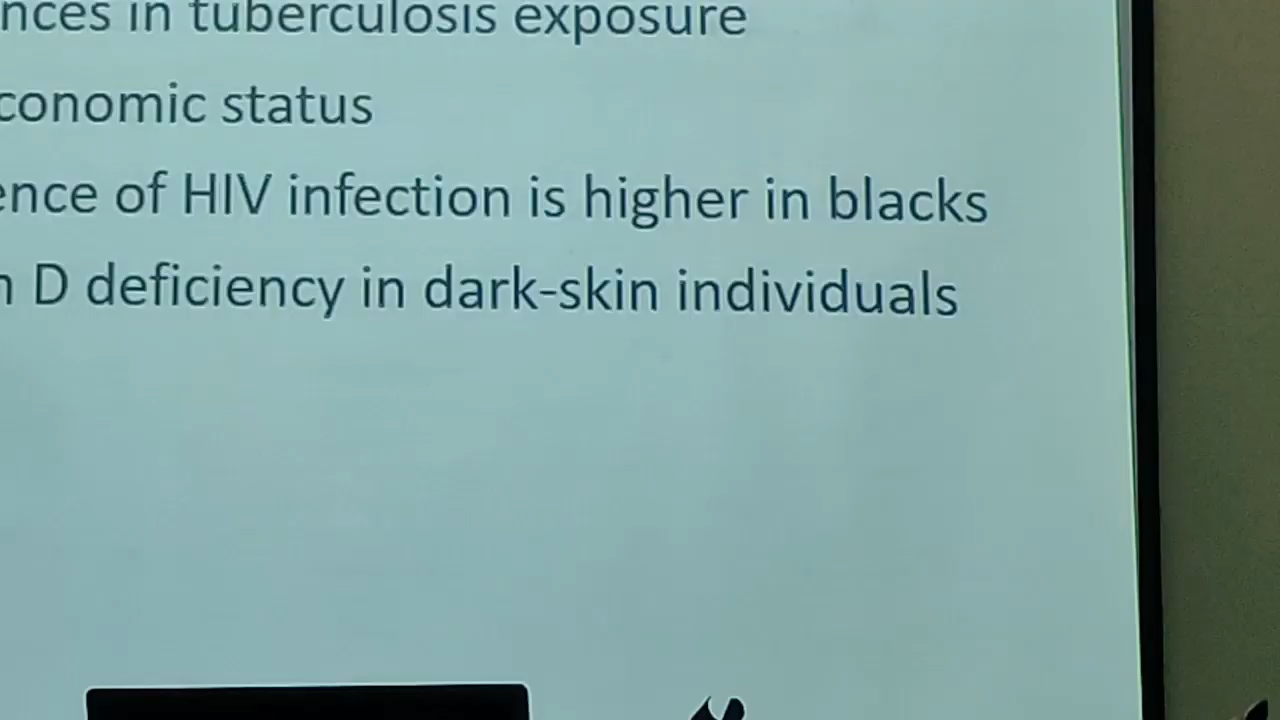 nces in tuberculosis exposure
conomic status
ence of HIV infection is higher in blacks
n D deficiency in dark-skin individuals